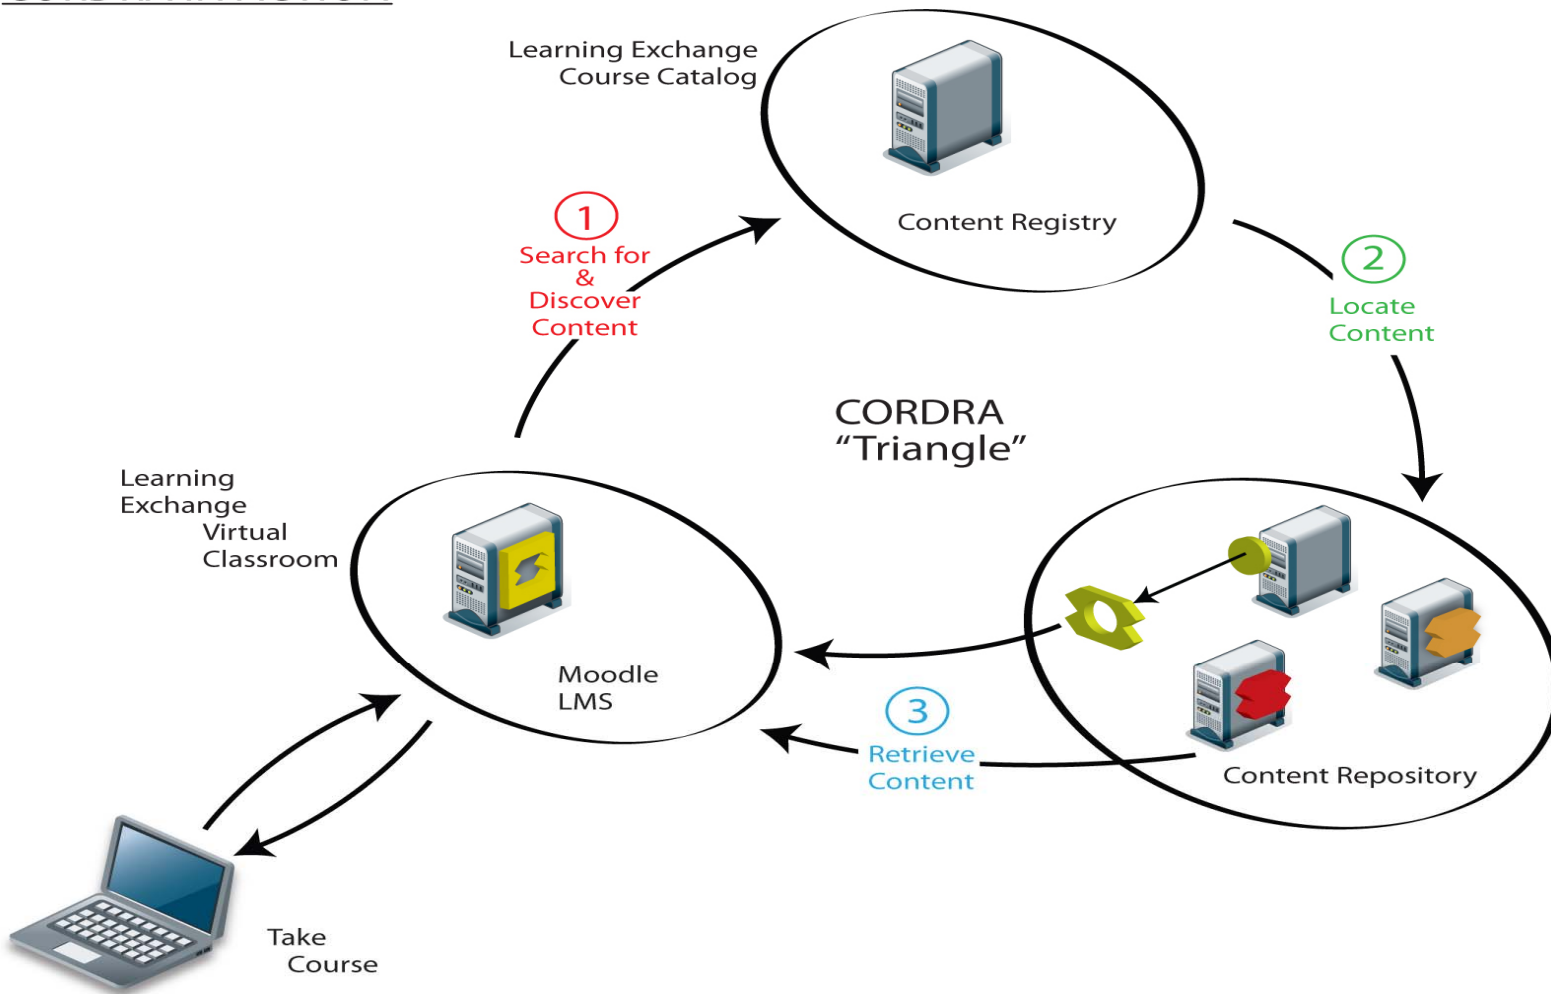 Learning Exchange
Course Catalog
Content Registry
1
Search for
&
Discover
Content
2
Locate
Content
CORDRA
“Triangle”
Learning
Exchange
Virtual
Classroom
Moodle
LMS
3
Retrieve
Content
Content Repository
Take
Course